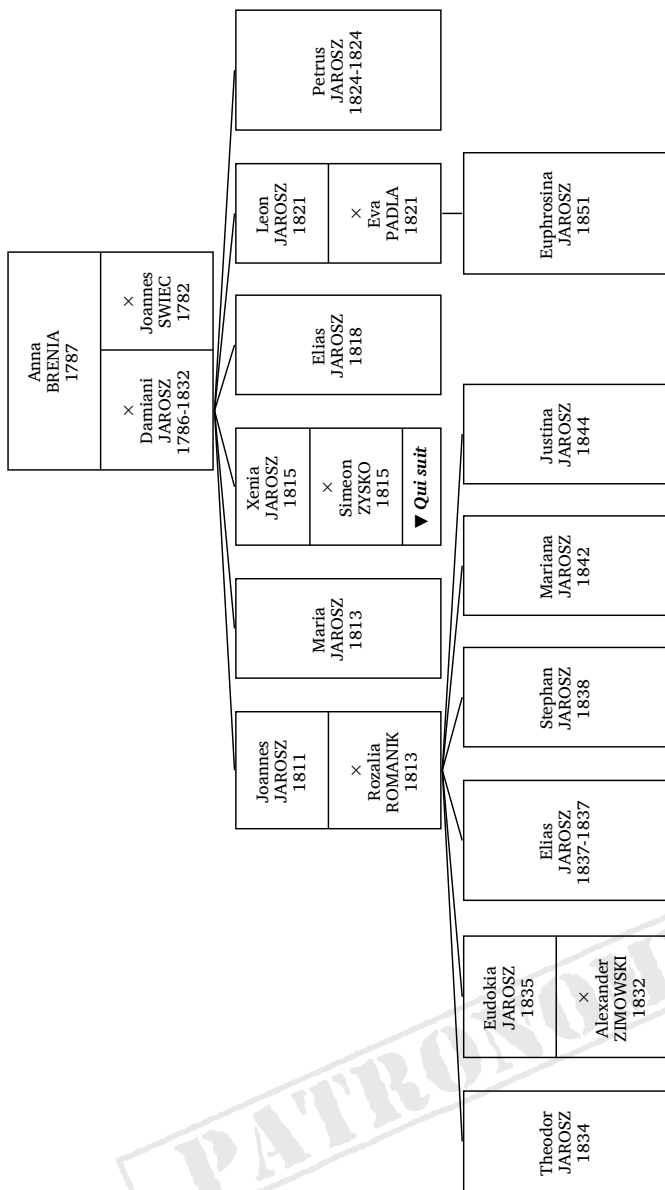 Anna
BRENIA
1787
×
Damiani
JAROSZ
1786-1832
×
Joannes
SWIEC
1782
Joannes
JAROSZ
1811
×
Rozalia
ROMANIK
1813
Maria
JAROSZ
1813
Xenia
JAROSZ
1815
×
Simeon
ZYSKO
1815
▼ Qui suit
Elias
JAROSZ
1818
Leon
JAROSZ
1821
×
Eva
PADLA
1821
Petrus
JAROSZ
1824-1824
Theodor
JAROSZ
1834
Eudokia
JAROSZ
1835
×
Alexander
ZIMOWSKI
1832
Elias
JAROSZ
1837-1837
Stephan
JAROSZ
1838
Mariana
JAROSZ
1842
Justina
JAROSZ
1844
Euphrosina
JAROSZ
1851